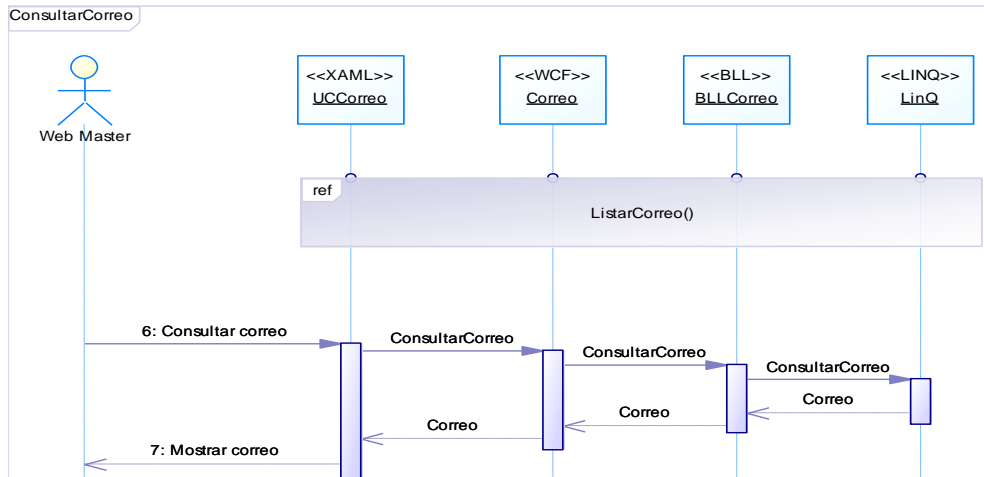 ConsultarCorreo
Web Master
<<XAML>>
UCCorreo
<<WCF>>
Correo
<<BLL>>
BLLCorreo
<<LINQ>>
LinQ
ref
ListarCorreo()
6: Consultar correo
ConsultarCorreo
ConsultarCorreo
ConsultarCorreo
Correo
Correo
Correo
7: Mostrar correo